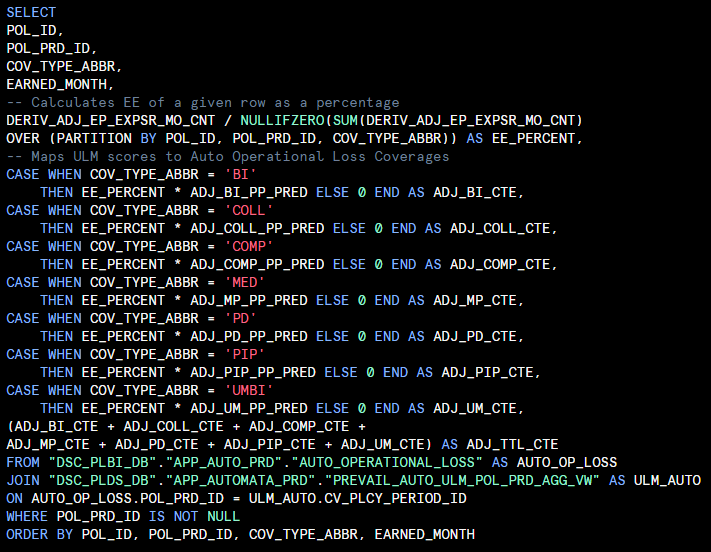 SELECT
POL_ID,
POL_PRD_ID,
COV_TYPE_ABBR,
EARNED_MONTH,
-- Calculates EE of a given row as a percentage
DERIV_ADJ_EP_EXPSR_MO_CNT / NULLIFZERO(SUM(DERIV_ADJ_EP_EXPSR_MO_CNT)
OVER (PARTITION BY POL_ID, POL_PRD_ID, COV_TYPE_ABBR)) AS EE_PERCENT,
-- Maps ULM scores to Auto Operational Loss Coverages
CASE WHEN COV_TYPE_ABBR = 'BI'
    THEN EE_PERCENT * ADJ_BI_PP_PRED ELSE 0 END AS ADJ_BI_CTE,
CASE WHEN COV_TYPE_ABBR = 'COLL'
    THEN EE_PERCENT * ADJ_COLL_PP_PRED ELSE 0 END AS ADJ_COLL_CTE,
CASE WHEN COV_TYPE_ABBR = 'COMP'
    THEN EE_PERCENT * ADJ_COMP_PP_PRED ELSE 0 END AS ADJ_COMP_CTE,
CASE WHEN COV_TYPE_ABBR = 'MED'
    THEN EE_PERCENT * ADJ_MP_PP_PRED ELSE 0 END AS ADJ_MP_CTE,
CASE WHEN COV_TYPE_ABBR = 'PD'
    THEN EE_PERCENT * ADJ_PD_PP_PRED ELSE 0 END AS ADJ_PD_CTE,
CASE WHEN COV_TYPE_ABBR = 'PIP'
    THEN EE_PERCENT * ADJ_PIP_PP_PRED ELSE 0 END AS ADJ_PIP_CTE,
CASE WHEN COV_TYPE_ABBR = 'UMBI'
    THEN EE_PERCENT * ADJ_UM_PP_PRED ELSE 0 END AS ADJ_UM_CTE,
(ADJ_BI_CTE + ADJ_COLL_CTE + ADJ_COMP_CTE +
ADJ_MP_CTE + ADJ_PD_CTE + ADJ_PIP_CTE + ADJ_UM_CTE) AS ADJ_TTL_CTE
FROM "DSC_PLBI_DB"."APP_AUTO_PRD"."AUTO_OPERATIONAL_LOSS" AS AUTO_OP_LOSS
JOIN "DSC_PLDS_DB"."APP_AUTOMATA_PRD"."PREVAIL_AUTO_ULM_POL_PRD_AGG_VW" AS ULM_AUTO
ON AUTO_OP_LOSS.POL_PRD_ID = ULM_AUTO.CV_PLCY_PERIOD_ID
WHERE POL_PRD_ID IS NOT NULL
ORDER BY POL_ID, POL_PRD_ID, COV_TYPE_ABBR, EARNED_MONTH